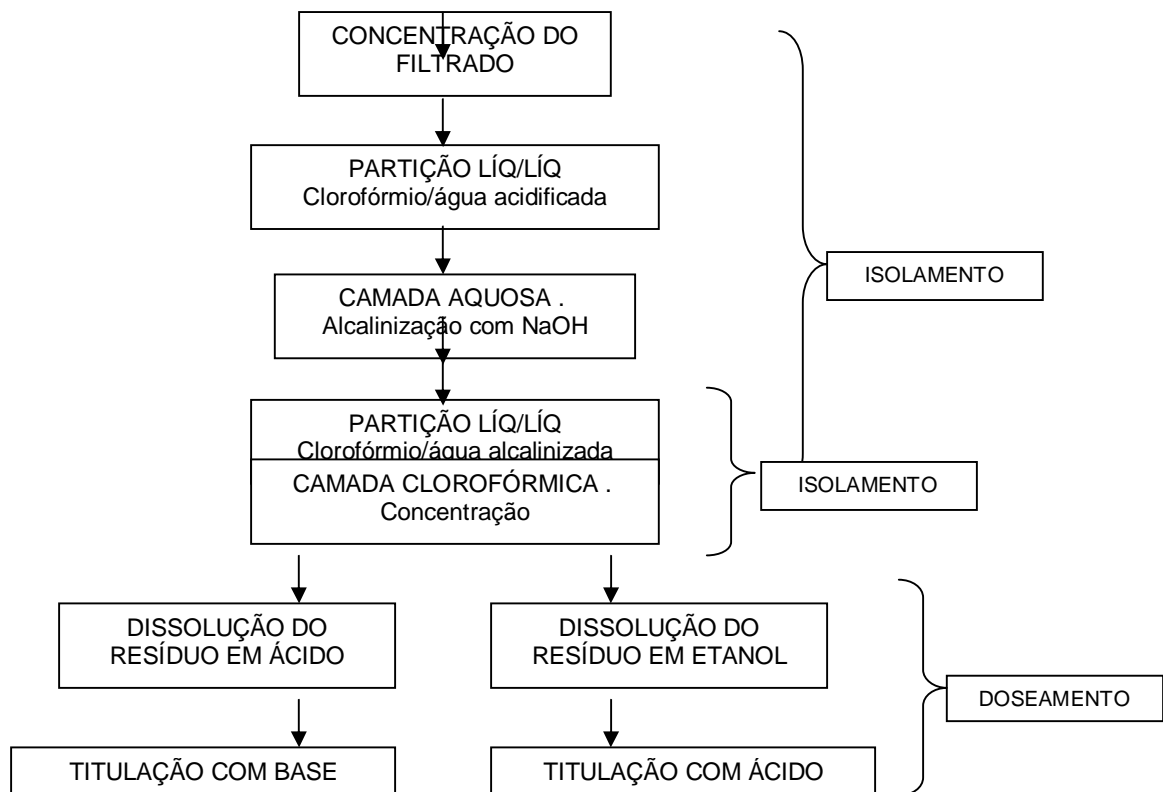 CONCENTRAÇÃO DO
FILTRADO
PARTIÇÃO LÍQ/LÍQ
Clorofórmio/água acidificada
ISOLAMENTO
CAMADA AQUOSA .
Alcalinização com NaOH
PARTIÇÃO LÍQ/LÍQ
Clorofórmio/água alcalinizada
CAMADA CLOROFÓRMICA .
Concentração
ISOLAMENTO
DISSOLUÇÃO DO
RESÍDUO EM ÁCIDO
DISSOLUÇÃO DO
RESÍDUO EM ETANOL
DOSEAMENTO
TITULAÇÃO COM BASE
TITULAÇÃO COM ÁCIDO